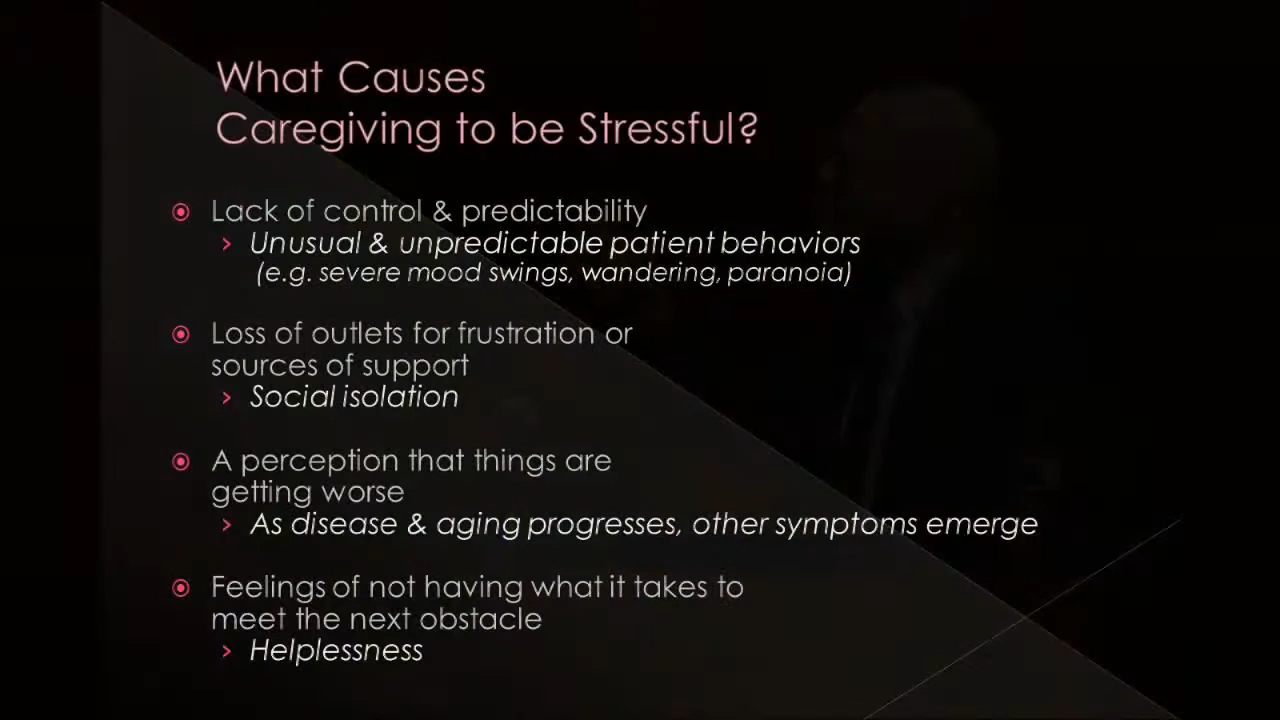 What Causes
Caregiving to be Stressful?
Lack of control & predictability
Unusual & unpredictable patient behaviors
(e.g. severe mood swings, wandering, paranoia)
Loss of outlets for frustration or
sources of support
Social isolation
A perception that things are
getting worse
As disease & aging progresses, other symptoms emerge
Feelings of not having what it takes to
meet the next obstacle
Helplessness